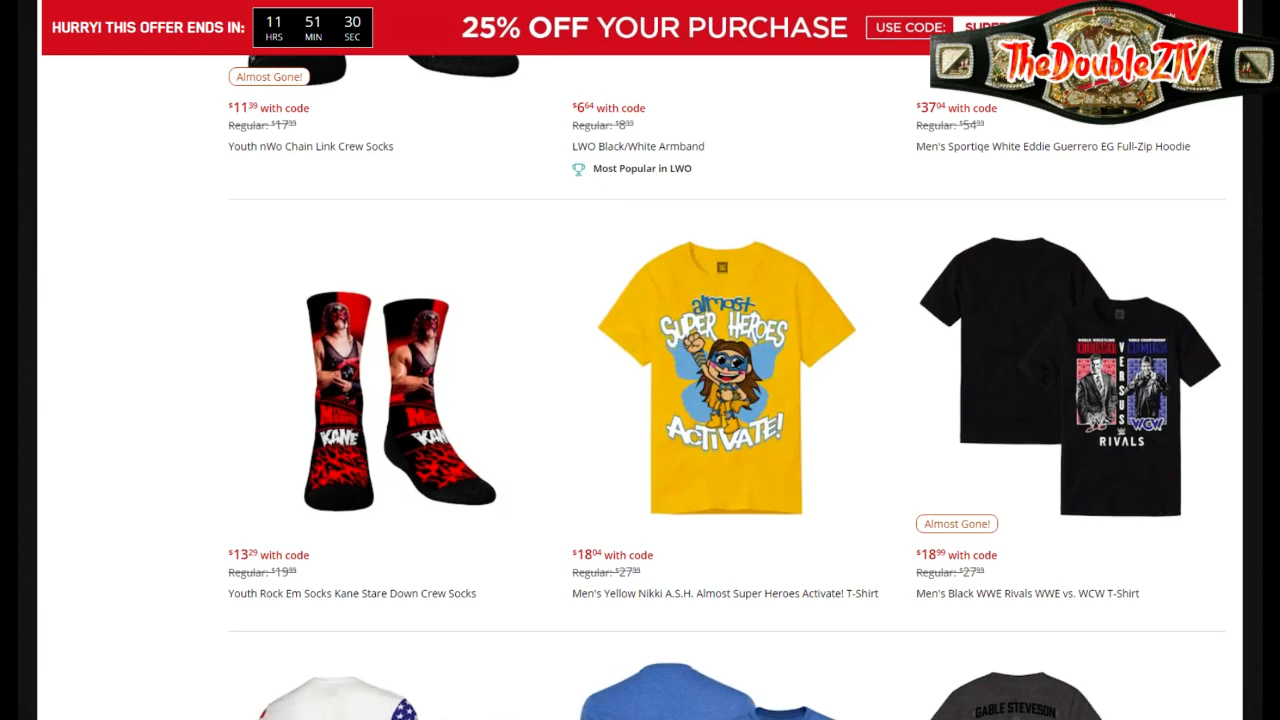 HURRY! THIS OFFER ENDS IN:
11 51 30
HRS MIN SEC
25% OFF YOUR PURCHASE
USE CODE:
TheDoubleZTV
Almost Gone!
$11.39 with code
Regular: $17.99
Youth nWo Chain Link Crew Socks
$6.64 with code
Regular: $8.99
LWO Black/White Armband
Most Popular in LWO
$37.04 with code
Regular: $54.99
Men's Sportiqe White Eddie Guerrero EG Full-Zip Hoodie
KANE
KANE
almost
SUPER HEROES
ACTIVATE!
WORLD WRESTLING
WORLD CHAMPIONSHIP
VERSUS
WCW
RIVALS
$13.29 with code
Regular: $19.99
Youth Rock Em Socks Kane Stare Down Crew Socks
$18.04 with code
Regular: $27.99
Men's Yellow Nikki A.S.H. Almost Super Heroes Activate! T-Shirt
Almost Gone!
$18.99 with code
Regular: $27.99
Men's Black WWE Rivals WWE vs. WCW T-Shirt
GABLE STEVESON